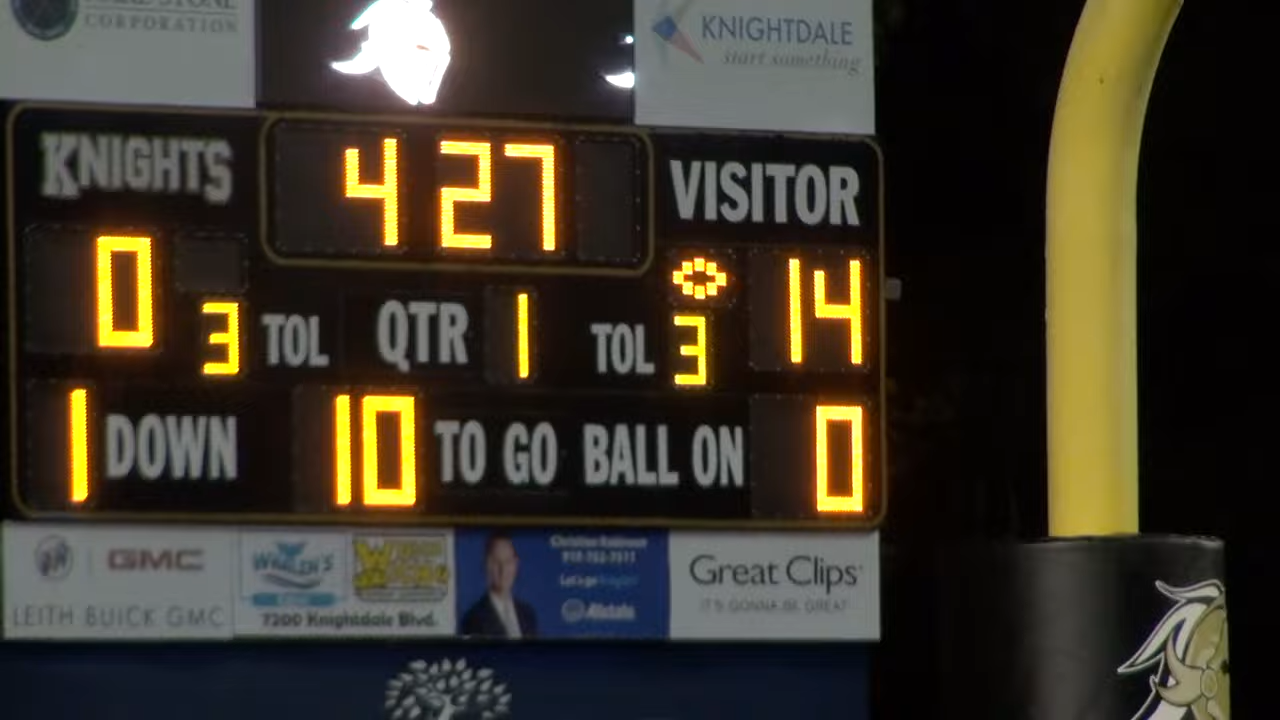 CORPORATION
KNIGHTDALE
start something
KNIGHTS
4 27
VISITOR
0
14
3 TOL QTR 1 TOL 3
1 DOWN 10 TO GO BALL ON 0
GMC
LEITH BUICK GMC
7200 Knightdale Blvd.
Allstate
Great Clips
IT'S GONNA BE GREAT